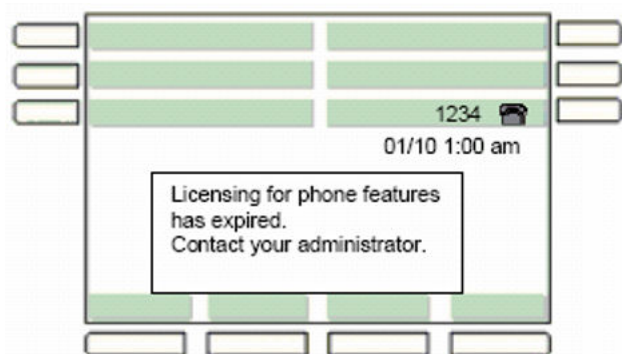 1234
01/10 1:00 am
Licensing for phone features
has expired.
Contact your administrator.